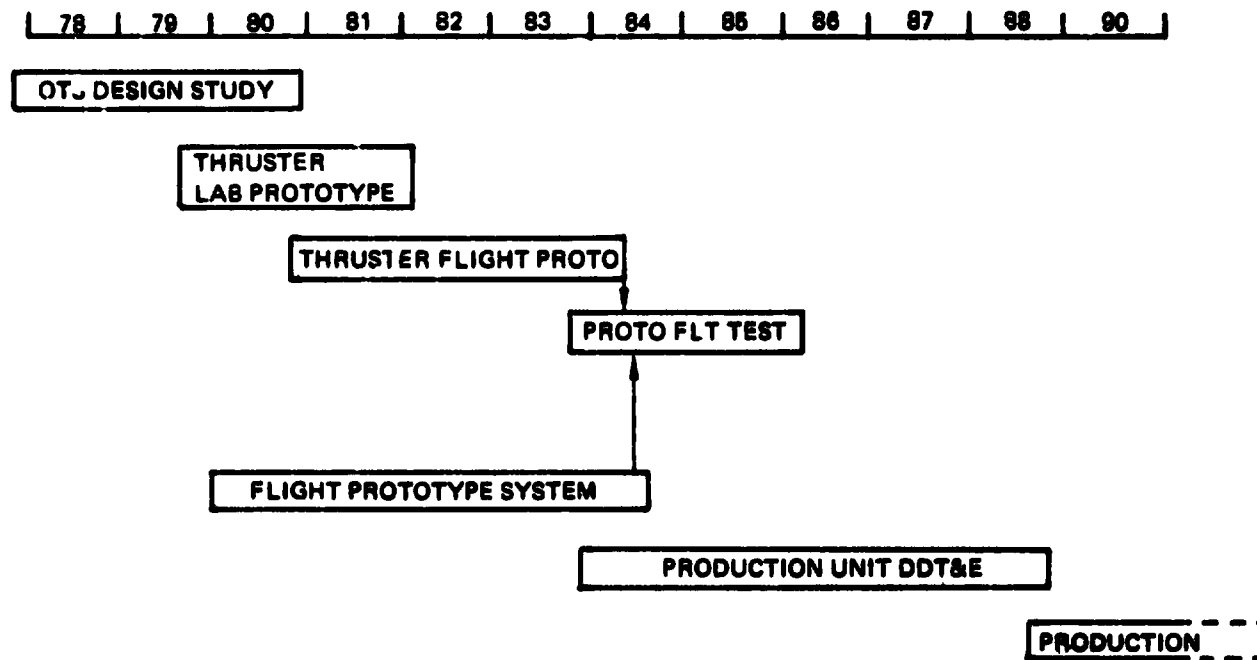 78 79 80 81 82 83 84 85 86 87 88 90
DESIGN STUDY
THRUSTER
LAB PROTOTYPE
THRUSTER FLIGHT PROTO
PROTO FLT TEST
FLIGHT PROTOTYPE SYSTEM
PRODUCTION UNIT DDT&E
PRODUCTION